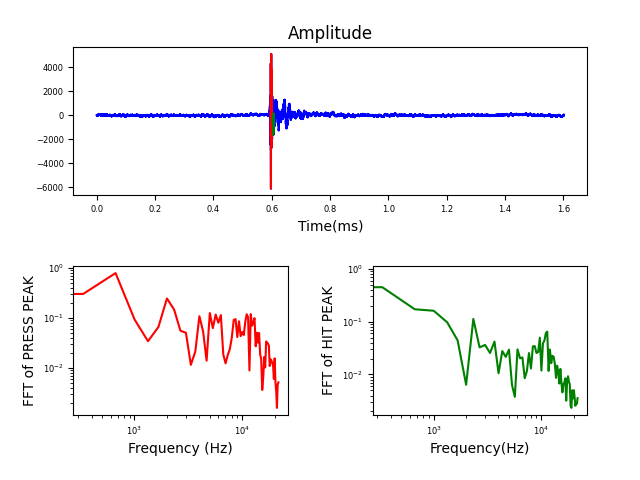 Amplitude
4000
2000
0
−2000
−4000
−6000
0.0 0.2 0.4 0.6 0.8 1.0 1.2 1.4 1.6
Time(ms)
FFT of PRESS PEAK
10⁰
10⁻¹
10⁻²
10³ 10⁴
Frequency (Hz)
FFT of HIT PEAK
10⁰
10⁻¹
10⁻²
10³ 10⁴
Frequency(Hz)